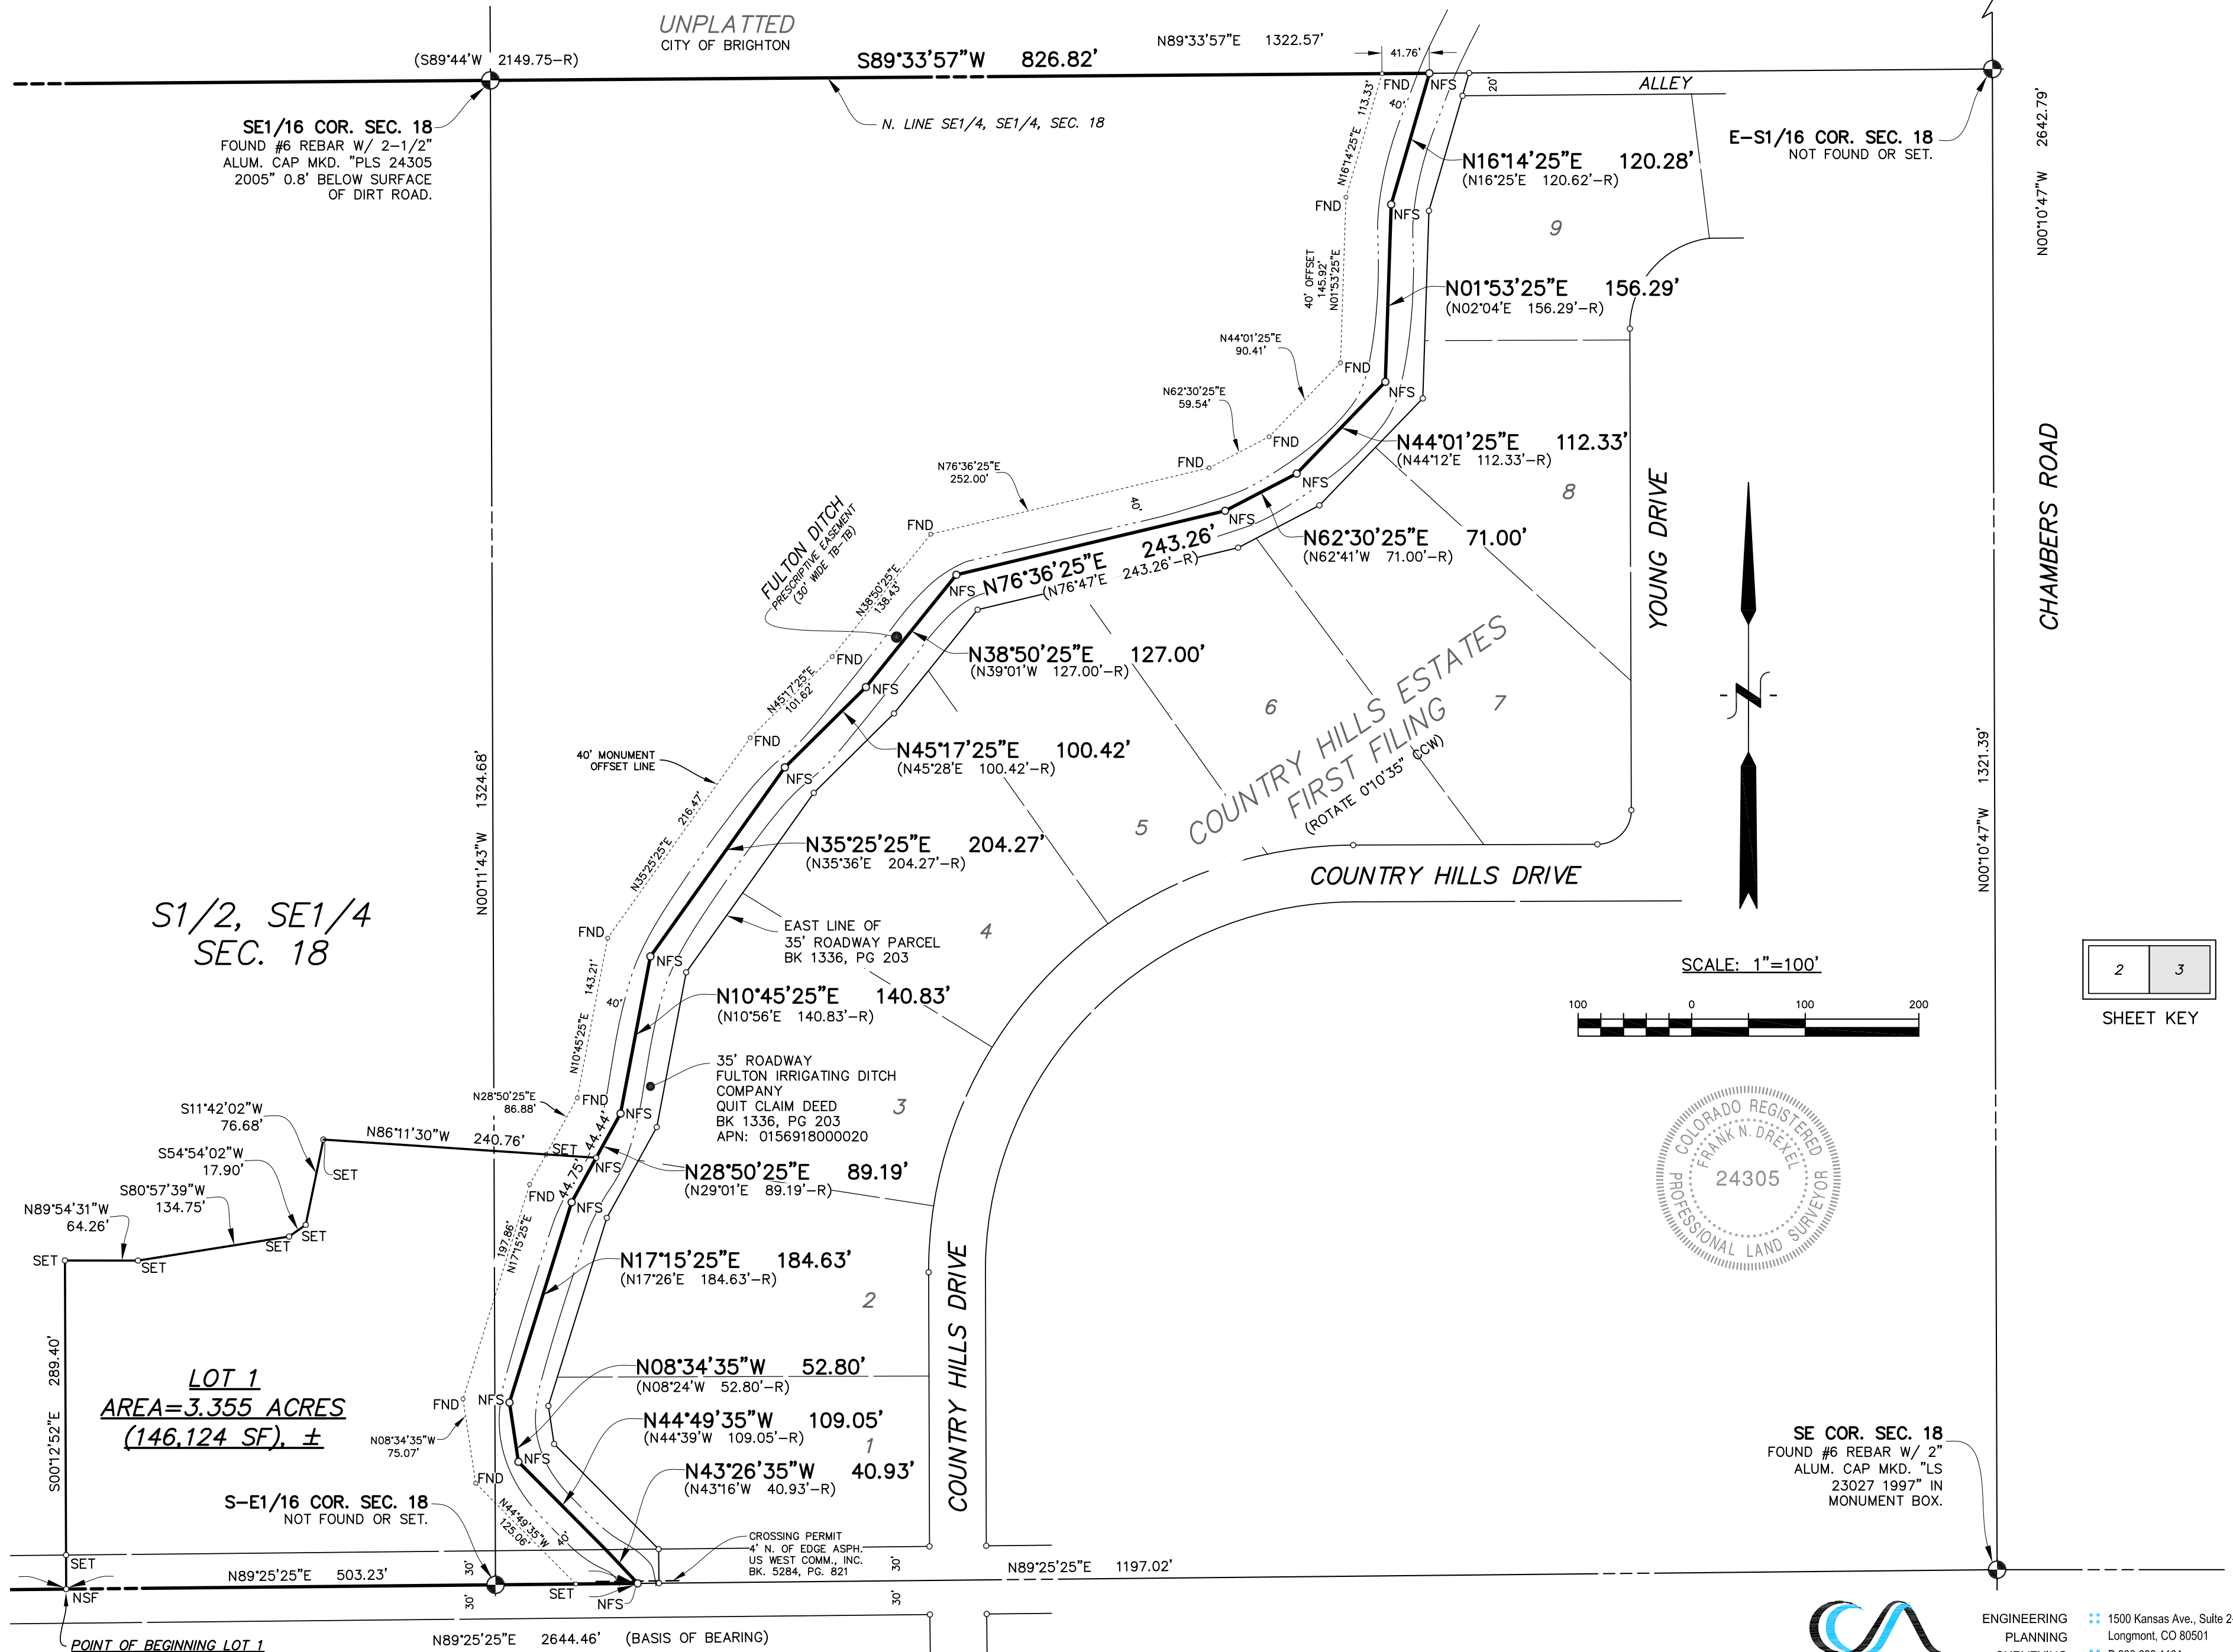 UNPLATTED
CITY OF BRIGHTON
(S89°44'W 2149.75-R)
S89°33'57"W 826.82'
N89°33'57"E 1322.57'
41.76'
FND
NFS
20'
ALLEY
40'
N16°14'25"E 113.33'
SE1/16 COR. SEC. 18
FOUND #6 REBAR W/ 2-1/2"
ALUM. CAP MKD. "PLS 24305
2005" 0.8' BELOW SURFACE
OF DIRT ROAD.
N. LINE SE1/4, SE1/4, SEC. 18
E-S1/16 COR. SEC. 18
NOT FOUND OR SET.
N00°10'47"W 2642.79'
N16°14'25"E 120.28'
(N16°25'E 120.62'-R)
FND
NFS
9
40' OFFSET
145.92'
N01°53'25"E
N01°53'25"E 156.29'
(N02°04'E 156.29'-R)
N44°01'25"E
90.41'
FND
NFS
N62°30'25"E
59.54'
FND
N44°01'25"E 112.33'
(N44°12'E 112.33'-R)
NFS
8
YOUNG DRIVE
CHAMBERS ROAD
N76°36'25"E
252.00'
FND
40'
NFS
FND
N62°30'25"E 71.00'
(N62°41'W 71.00'-R)
N76°36'25"E 243.26'
(N76°47'E 243.26'-R)
FULTON DITCH
PRESCRIPTIVE EASEMENT
(30' WIDE TB-TB)
N38°50'25"E
138.43'
NFS
FND
N38°50'25"E 127.00'
(N39°01'W 127.00'-R)
NFS
N45°17'25"E
101.62'
FND
40' MONUMENT
OFFSET LINE
N45°17'25"E 100.42'
(N45°28'E 100.42'-R)
NFS
6
7
5
COUNTRY HILLS ESTATES
FIRST FILING
(ROTATE 0°10'35" CCW)
N00°11'43"W 1324.68'
N35°25'25"E 216.47'
N35°25'25"E 204.27'
(N35°36'E 204.27'-R)
COUNTRY HILLS DRIVE
N00°10'47"W 1321.39'
S1/2, SE1/4
SEC. 18
FND
NFS
EAST LINE OF
35' ROADWAY PARCEL
BK 1336, PG 203
4
SCALE: 1"=100'
100 0 100 200
2 3
SHEET KEY
N10°45'25"E 143.21'
40'
N10°45'25"E 140.83'
(N10°56'E 140.83'-R)
35' ROADWAY
FULTON IRRIGATING DITCH
COMPANY
QUIT CLAIM DEED
BK 1336, PG 203
APN: 0156918000020
3
N28°50'25"E
86.88'
FND
NFS
COLORADO REGISTERED
FRANK N. DREXEL
24305
PROFESSIONAL LAND SURVEYOR
S11°42'02"W
76.68'
N86°11'30"W 240.76'
SET
44.44'
NFS
S54°54'02"W
17.90'
SET
44.75'
N28°50'25"E 89.19'
(N29°01'E 89.19'-R)
S80°57'39"W
134.75'
FND
NFS
N89°54'31"W
64.26'
SET
SET
SET
SET
197.86'
N17°15'25"E
N17°15'25"E 184.63'
(N17°26'E 184.63'-R)
2
COUNTRY HILLS DRIVE
S00°12'52"E 289.40'
LOT 1
AREA=3.355 ACRES
(146,124 SF), ±
FND
NFS
N08°34'35"W 52.80'
(N08°24'W 52.80'-R)
N08°34'35"W
75.07'
N44°49'35"W 109.05'
(N44°39'W 109.05'-R)
1
NFS
FND
N43°26'35"W 40.93'
(N43°16'W 40.93'-R)
SE COR. SEC. 18
FOUND #6 REBAR W/ 2"
ALUM. CAP MKD. "LS
23027 1997" IN
MONUMENT BOX.
S-E1/16 COR. SEC. 18
NOT FOUND OR SET.
N44°49'35"W
125.06'
40'
CROSSING PERMIT
4' N. OF EDGE ASPH.
US WEST COMM., INC.
BK. 5284, PG. 821
SET
N89°25'25"E 503.23'
30'
30'
SET
NFS
30'
30'
N89°25'25"E 1197.02'
NSF
POINT OF BEGINNING LOT 1
N89°25'25"E 2644.46' (BASIS OF BEARING)
ENGINEERING
PLANNING
1500 Kansas Ave., Suite 2-
Longmont, CO 80501